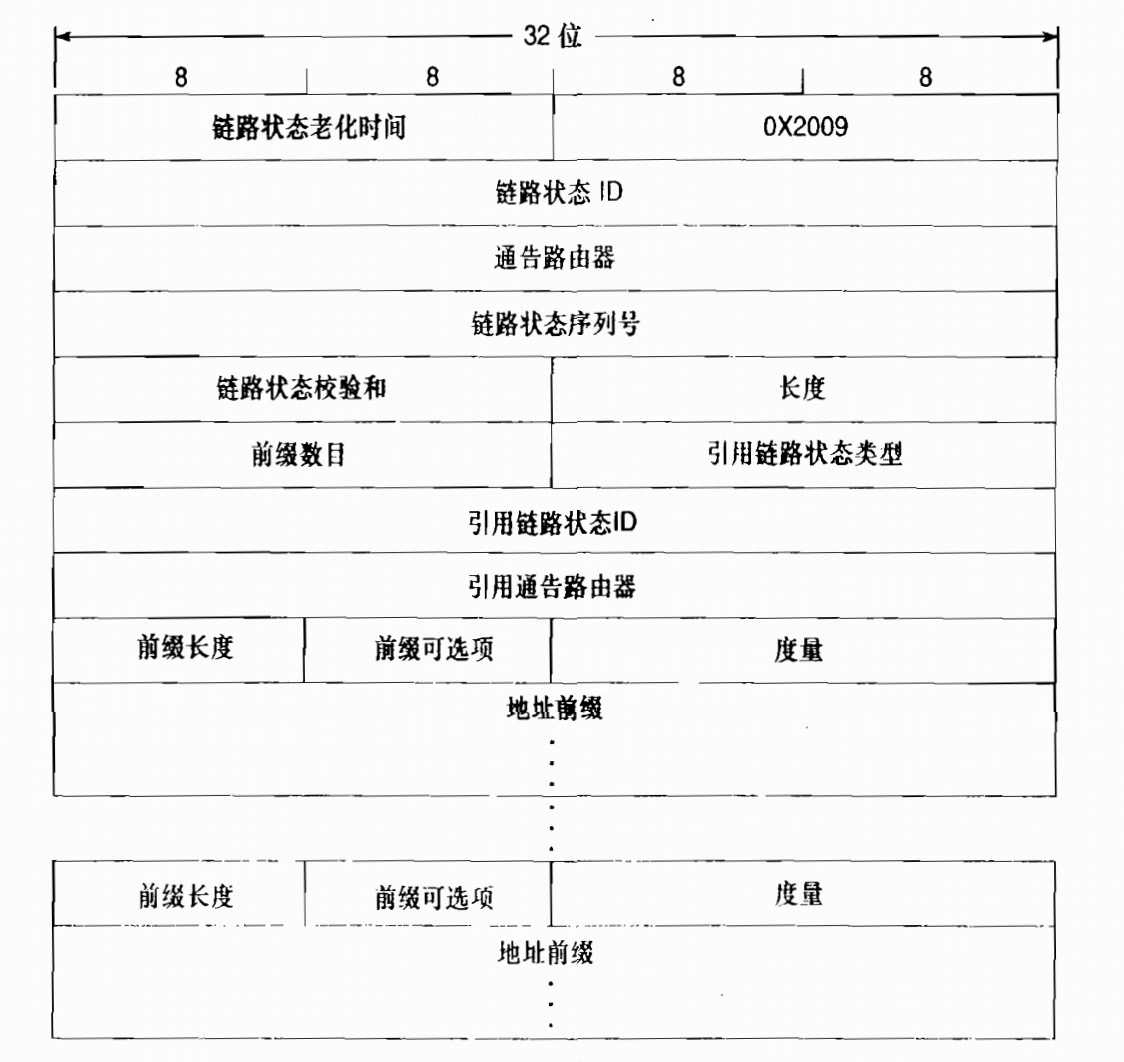 32 位
8 8 8 8
链路状态老化时间 0X2009
链路状态 ID
通告路由器
链路状态序列号
链路状态校验和 长度
前缀数目 引用链路状态类型
引用链路状态ID
引用通告路由器
前缀长度 前缀可选项 度量
地址前缀
前缀长度 前缀可选项 度量
地址前缀